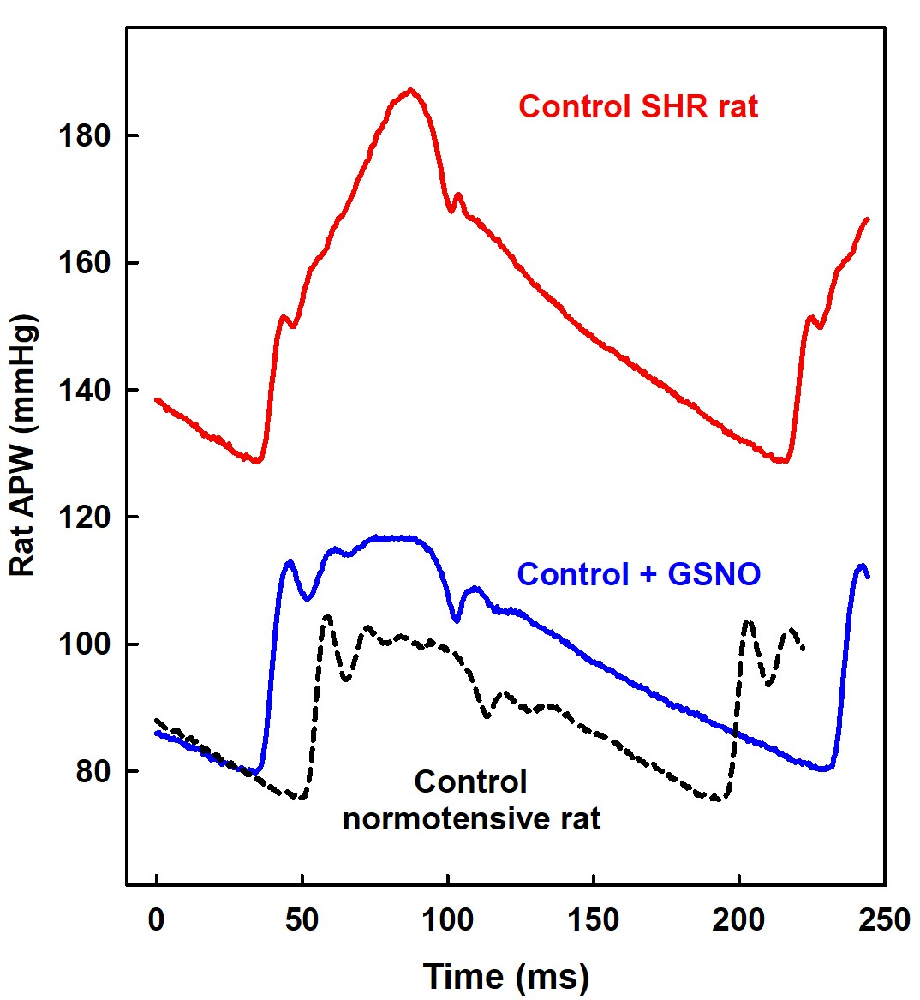 Control SHR rat
180
160
140
120
100
80
Rat APW (mmHg)
Control + GSNO
Control
normotensive rat
0 50 100 150 200 250
Time (ms)